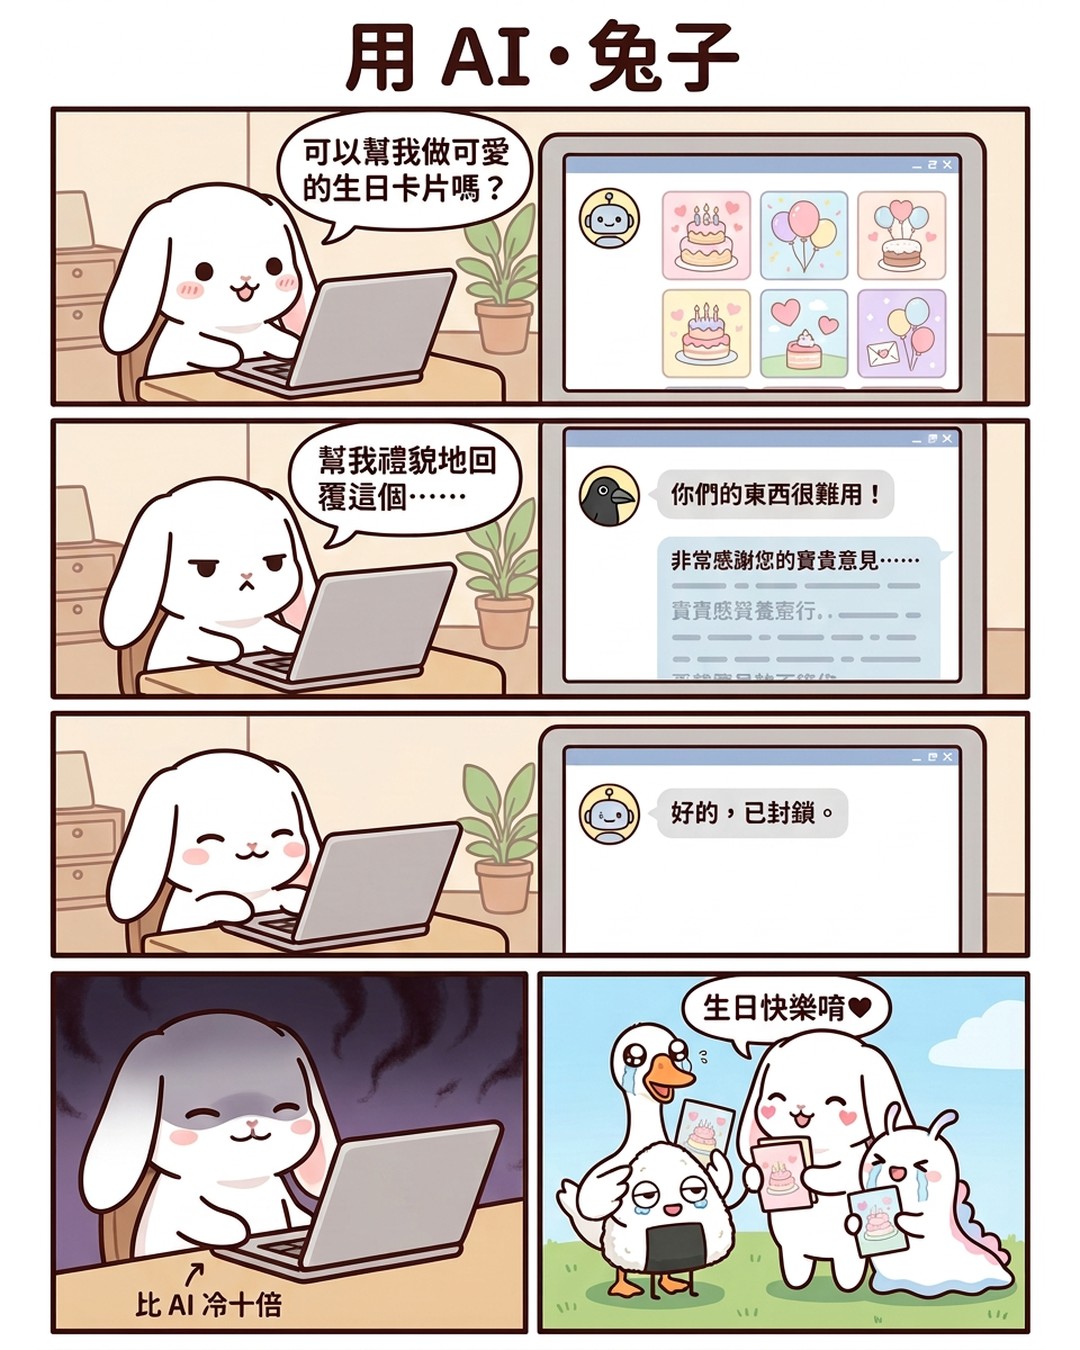 用 AI・兔子
可以幫我做可愛
的生日卡片嗎？
幫我禮貌地回
覆這個⋯⋯
你們的東西很難用！
非常感謝您的寶貴意見⋯⋯
好的，已封鎖。
比 AI 冷十倍
生日快樂唷♥